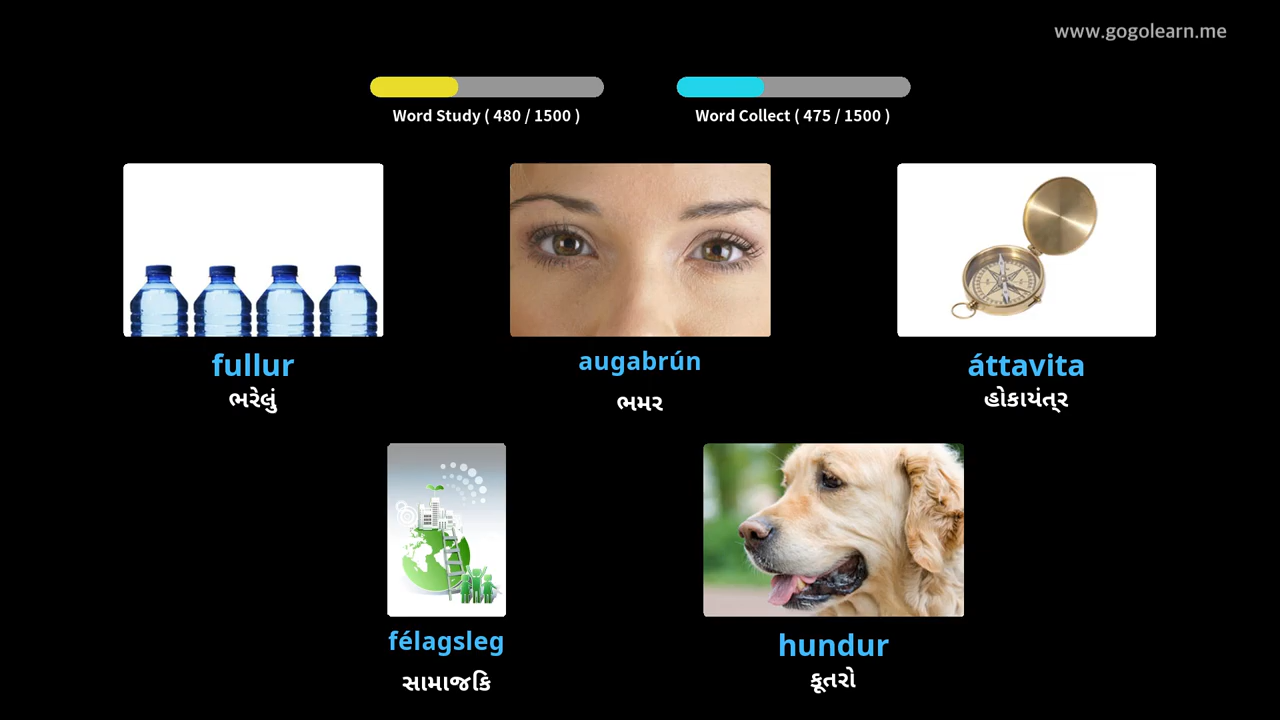 www.gogolearn.me
Word Study ( 480 / 1500 )
Word Collect ( 475 / 1500 )
fullur
ભરેલું
augabrún
ભમર
áttavita
હોકાયંત્ર
félagsleg
સામાજકિ
hundur
કૂતરો